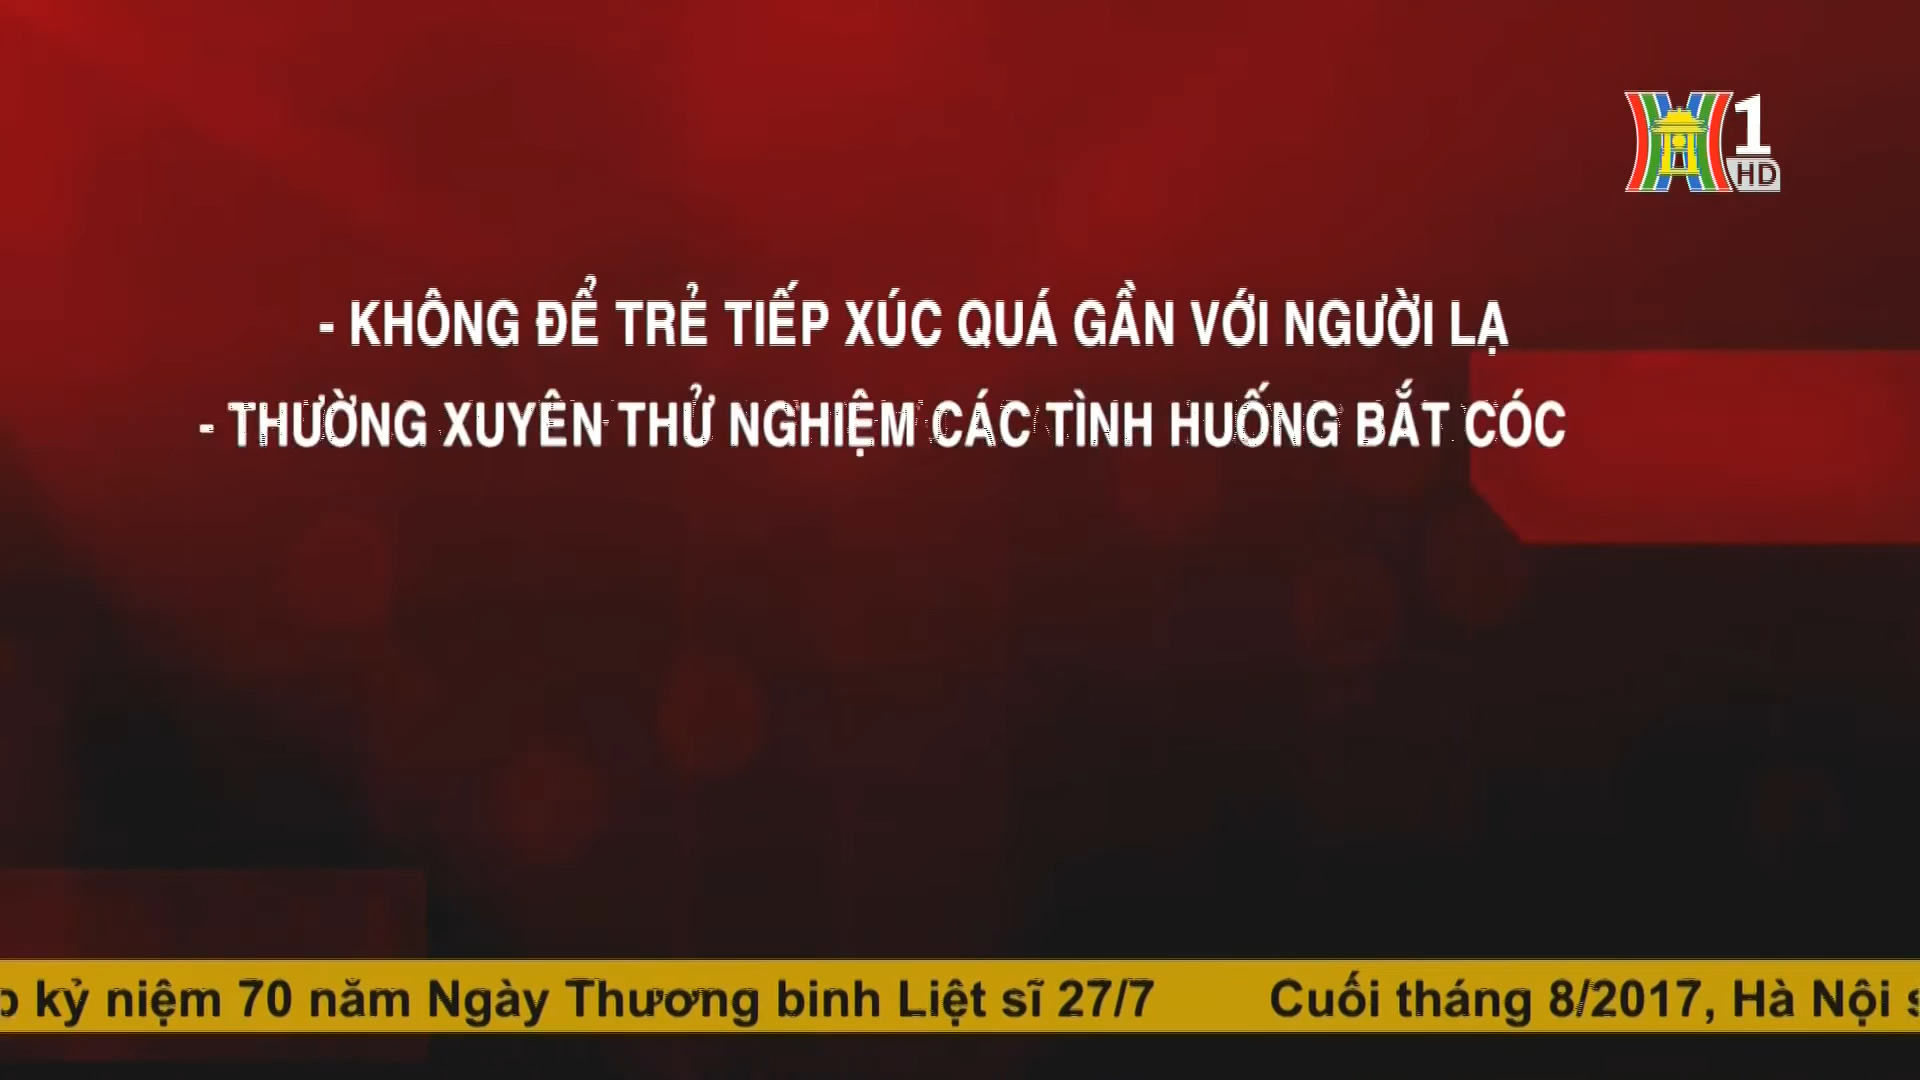 1
HD
- KHÔNG ĐỂ TRẺ TIẾP XÚC QUÁ GẦN VỚI NGƯỜI LẠ
- THƯỜNG XUYÊN THỬ NGHIỆM CÁC TÌNH HUỐNG BẮT CÓC
kỷ niệm 70 năm Ngày Thương binh Liệt sĩ 27/7 Cuối tháng 8/2017, Hà Nội